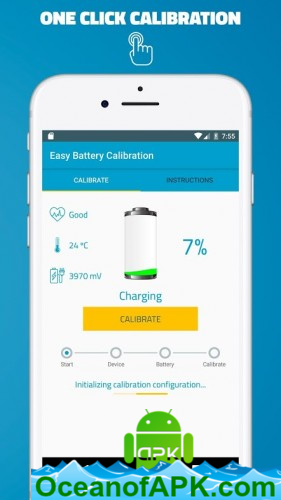 ONE CLICK CALIBRATION
7:55
Easy Battery Calibration
CALIBRATE INSTRUCTIONS
Good
24 °C
7%
3970 mV
Charging
CALIBRATE
Start Device Battery Calibrate
Initializing calibration configuration...
APK
OceanofAPK.com